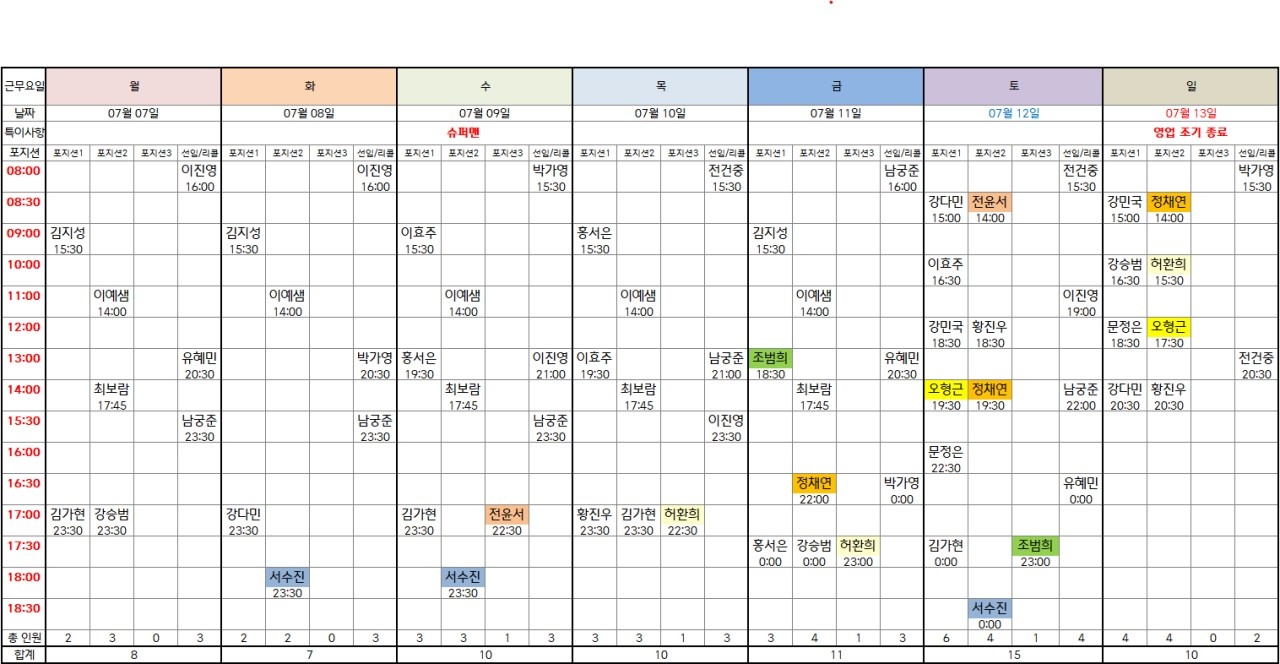 근무요일 월 화 수 목 금 토 일
날짜 07월 07일 07월 08일 07월 09일 07월 10일 07월 11일 07월 12일 07월 13일
특이사항 슈퍼맨 영업 조기 종료
포지션 포지션1 포지션2 포지션3 선임/리콜 포지션1 포지션2 포지션3 선임/리콜 포지션1 포지션2 포지션3 선임/리콜 포지션1 포지션2 포지션3 선임/리콜 포지션1 포지션2 포지션3 선임/리콜 포지션1 포지션2 포지션3 선임/리콜 포지션1 포지션2 포지션3 선임/리콜
08:00 이진영 이진영 박가영 전건중 남궁준 전건중 박가영
16:00 16:00 15:30 15:30 16:00 15:30 15:30
08:30 강다민 전윤서 강민국 정채연
15:00 14:00 15:00 14:00
09:00 김지성 김지성 이효주 홍서은 김지성
15:30 15:30 15:30 15:30 15:30
10:00 이효주 강승범 허환희
16:30 16:30 15:30
11:00 이예샘 이예샘 이예샘 이예샘 이예샘 이진영
14:00 14:00 14:00 14:00 14:00 19:00
12:00 강민국 황진우 문정은 오형근
18:30 18:30 18:30 17:30
13:00 유혜민 박가영 홍서은 이진영 이효주 남궁준 조범희 유혜민 전건중
20:30 20:30 19:30 21:00 19:30 21:00 18:30 20:30 20:30
14:00 최보람 최보람 최보람 최보람 오형근 정채연 남궁준 강다민 황진우
17:45 17:45 17:45 17:45 19:30 19:30 22:00 20:30 20:30
15:30 남궁준 남궁준 남궁준 이진영
23:30 23:30 23:30 23:30
16:00 문정은
22:30
16:30 정채연 박가영 유혜민
22:00 0:00 0:00
17:00 김가현 강승범 강다민 김가현 전윤서 황진우 김가현 허환희
23:30 23:30 23:30 23:30 22:30 23:30 23:30 22:30
17:30 홍서은 강승범 허환희 김가현 조범희
0:00 0:00 23:00 0:00 23:00
18:00 서수진 서수진
23:30 23:30
18:30 서수진
0:00
총 인원 2 3 0 3 2 2 0 3 3 3 1 3 3 3 1 3 3 4 1 3 6 4 1 4 4 4 0 2
합계 8 7 10 10 11 15 10